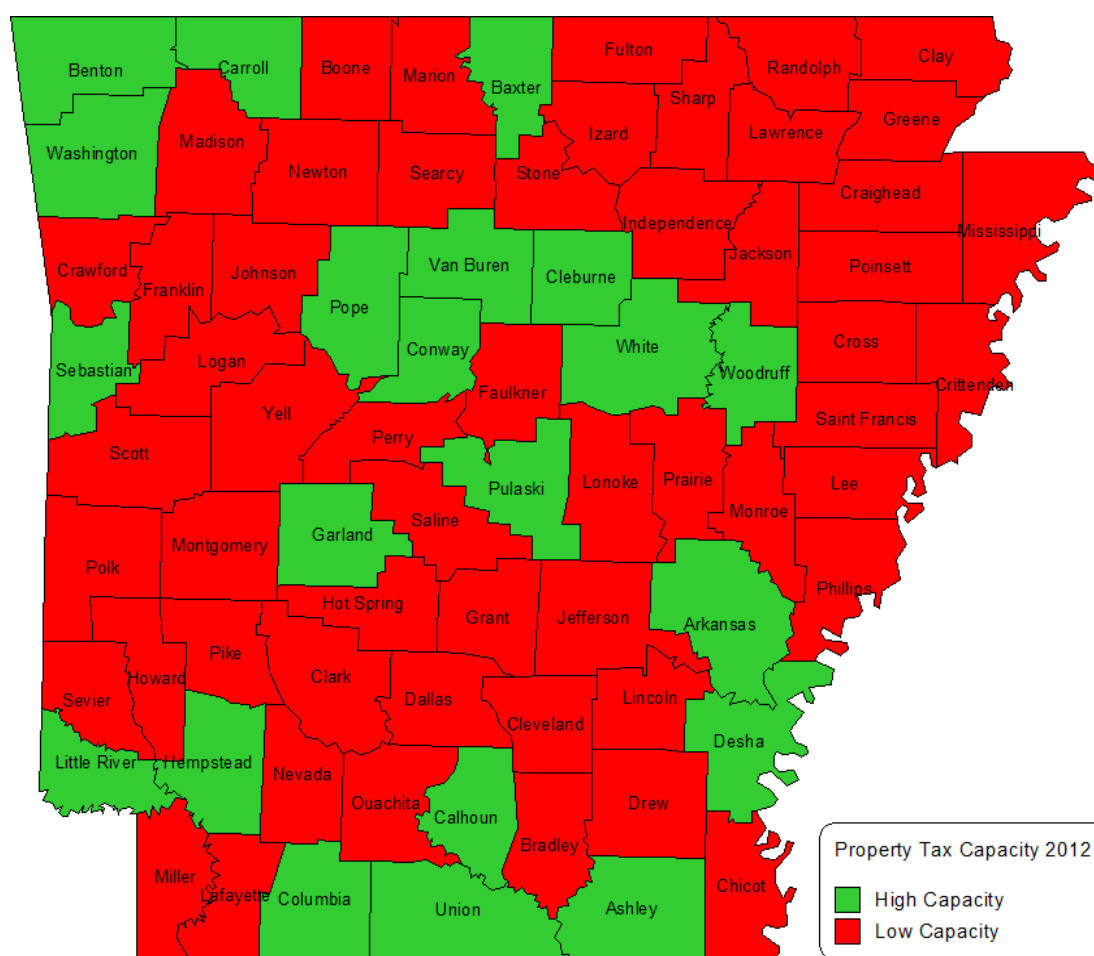 Benton
Carroll
Boone
Marion
Baxter
Fulton
Sharp
Randolph
Clay
Washington
Madison
Newton
Searcy
Stone
Izard
Lawrence
Greene
Craighead
Mississippi
Crawford
Franklin
Johnson
Pope
Van Buren
Cleburne
Independence
Jackson
Poinsett
Sebastian
Logan
Conway
Faulkner
White
Woodruff
Cross
Crittenden
Scott
Yell
Perry
Pulaski
Lonoke
Prairie
Saint Francis
Monroe
Lee
Polk
Montgomery
Garland
Saline
Hot Spring
Grant
Jefferson
Arkansas
Phillips
Sevier
Howard
Pike
Clark
Dallas
Cleveland
Lincoln
Desha
Little River
Hempstead
Nevada
Ouachita
Calhoun
Bradley
Drew
Miller
Lafayette
Columbia
Union
Ashley
Chicot
Property Tax Capacity 2012
High Capacity
Low Capacity